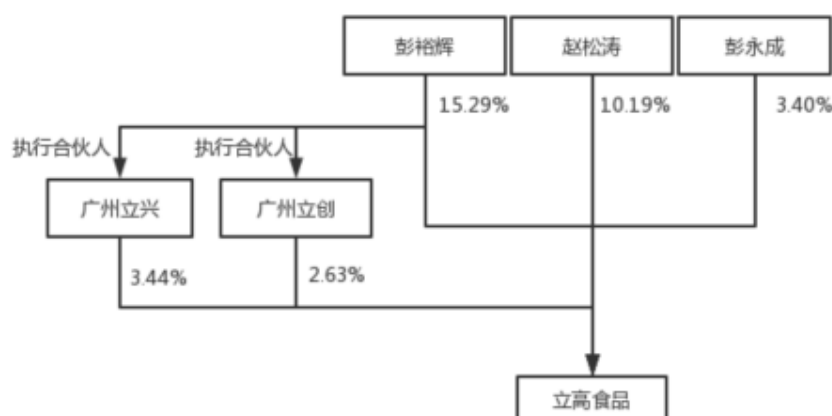 彭裕辉
赵松涛
彭永成
15.29%
10.19%
3.40%
执行合伙人
执行合伙人
广州立兴
广州立创
3.44%
2.63%
立高食品